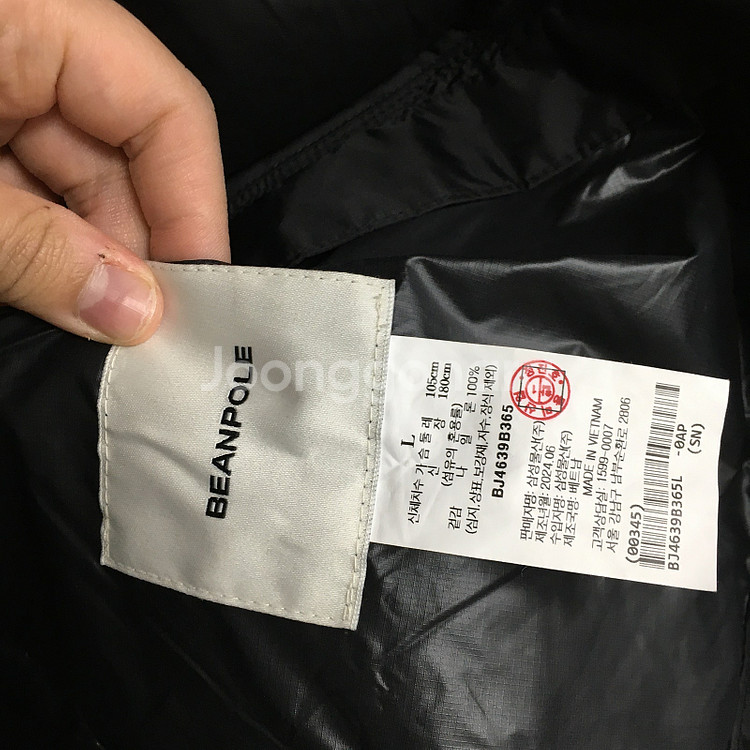 BEANPOLE
L
신체치수 가슴둘레 105cm
신 장 180cm
(섬유의 혼용률)
겉감 나 일 론 100%
(심지,상표,보강재,자수,장식 제외)
BJ4639B365
판매자명: 삼성물산(주)
제조년월: 2024.06
수입자명: 삼성물산(주)
제조국명: 베트남
MADE IN VIETNAM
고객상담실: 1599-0007
서울 강남구 남부순환로 2806
(00345) (SN)
BJ4639B365L -0AP